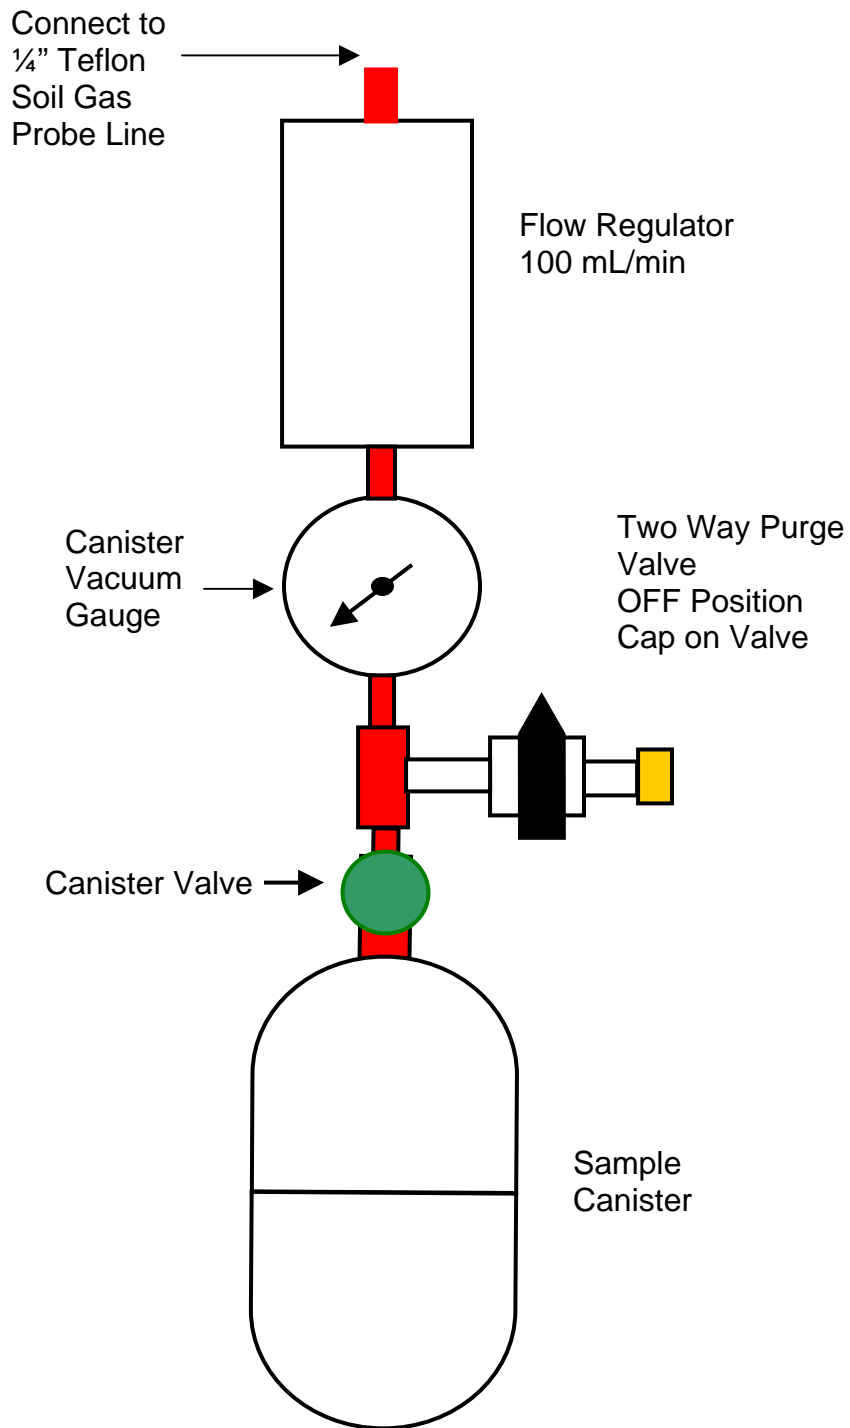 Connect to
¼” Teflon
Soil Gas
Probe Line
Flow Regulator
100 mL/min
Canister
Vacuum
Gauge
Two Way Purge
Valve
OFF Position
Cap on Valve
Canister Valve
Sample
Canister